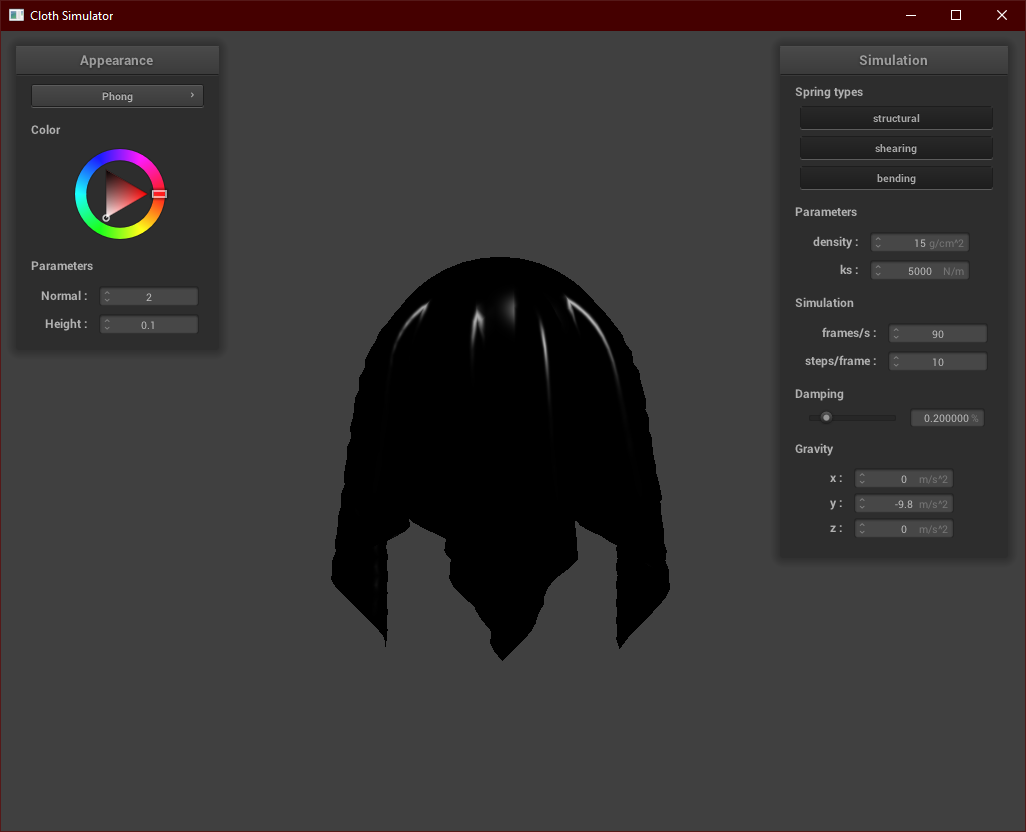 Cloth Simulator
Appearance
Phong
Color
Parameters
Normal : 2
Height : 0.1
Simulation
Spring types
structural
shearing
bending
Parameters
density : 15 g/cm^2
ks : 5000 N/m
Simulation
frames/s : 90
steps/frame : 10
Damping
0.200000 %
Gravity
x : 0 m/s^2
y : -9.8 m/s^2
z : 0 m/s^2